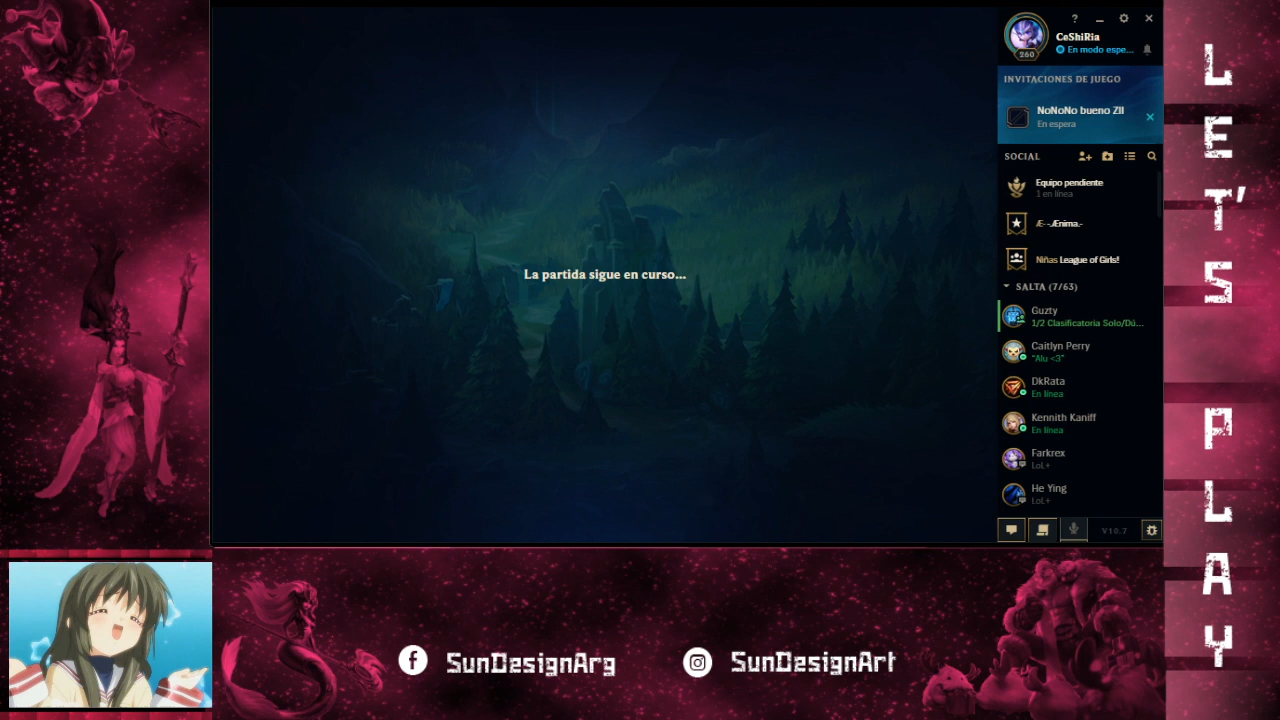 ?
CeShiRia
260
En modo espe...
INVITACIONES DE JUEGO
NoNoNo bueno ZII
En espera
SOCIAL
Equipo pendiente
1 en línea
Æ- -.Ænima.-
Niñas League of Girls!
SALTA (7/63)
Guzty
1/2 Clasificatoria Solo/Dú...
Caitlyn Perry
"Alu <3"
DkRata
En línea
Kennith Kaniff
En línea
Farkrex
LoL+
He Ying
LoL+
V10.7
La partida sigue en curso...
LET'S PLAY
SunDesignArg
SunDesignArt